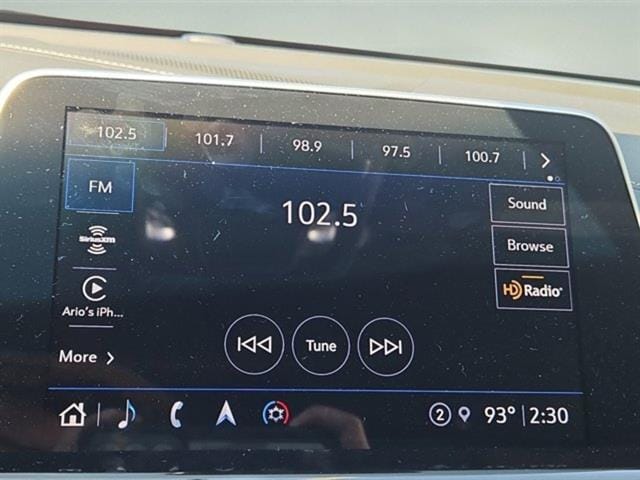 102.5 101.7 98.9 97.5 100.7
FM
102.5
Sound
SiriusXM
Browse
HD Radio
Ario's iPh...
Tune
More
2 93° 2:30